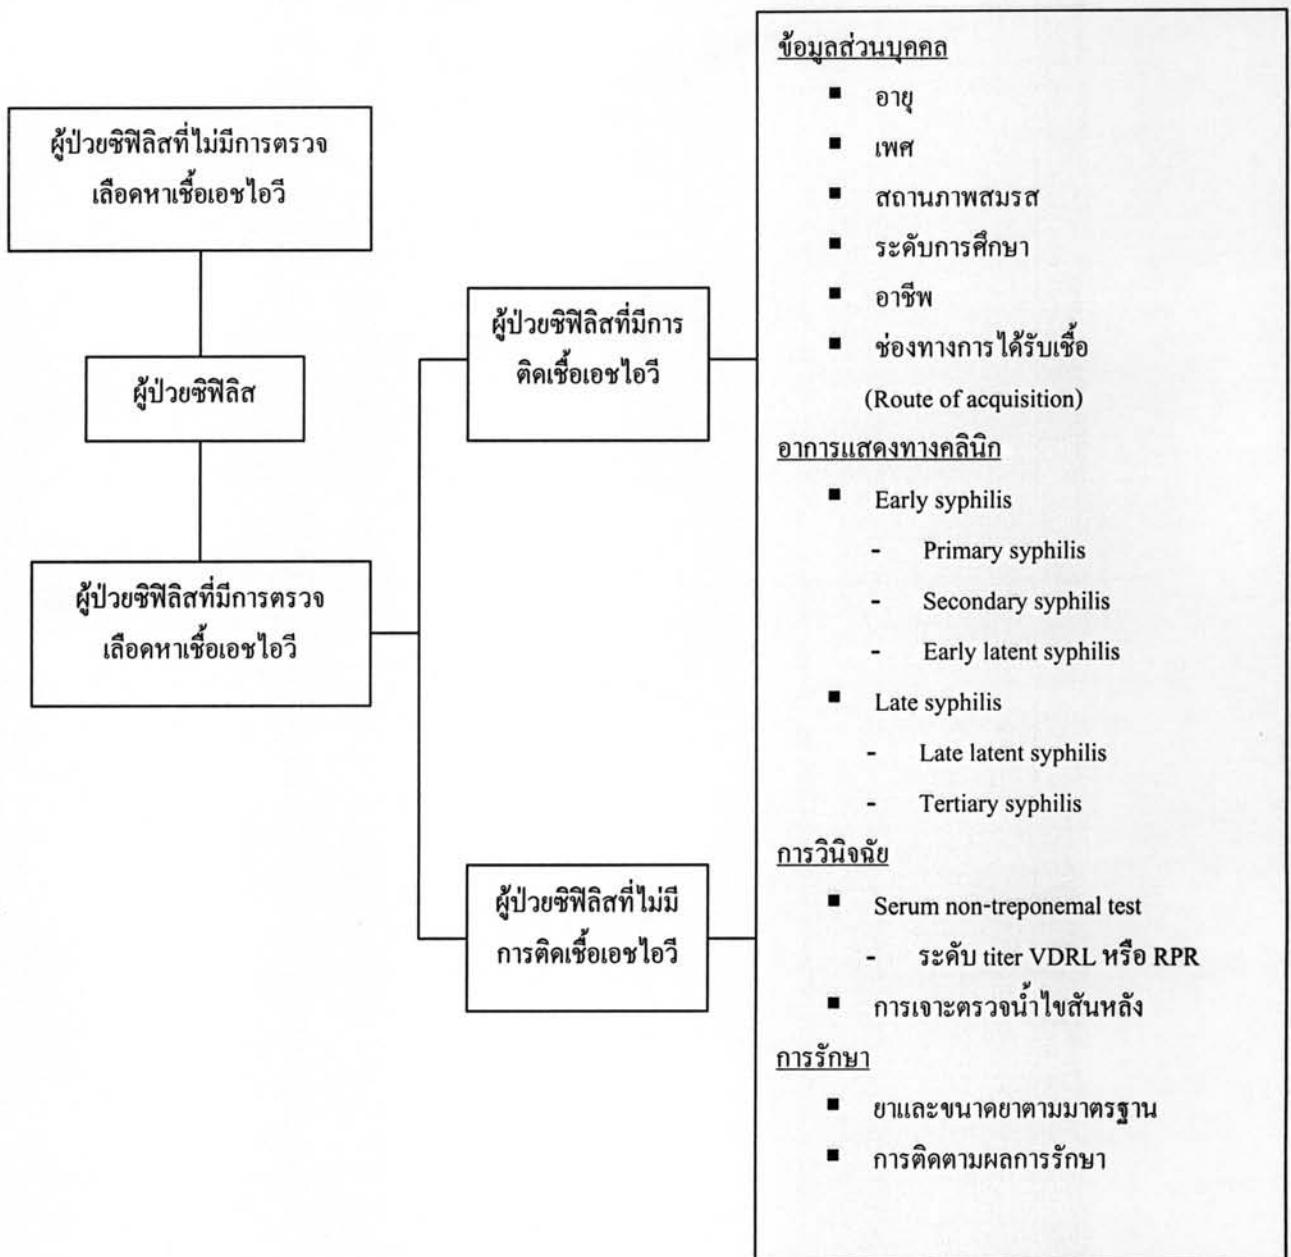 ผู้ป่วยซิฟิลิสที่ไม่มีการตรวจ
เลือดหาเชื้อเอชไอวี
ผู้ป่วยซิฟิลิส
ผู้ป่วยซิฟิลิสที่มีการตรวจ
เลือดหาเชื้อเอชไอวี
ผู้ป่วยซิฟิลิสที่มีการ
ติดเชื้อเอชไอวี
ผู้ป่วยซิฟิลิสที่ไม่มี
การติดเชื้อเอชไอวี
ข้อมูลส่วนบุคคล
■ อายุ
■ เพศ
■ สถานภาพสมรส
■ ระดับการศึกษา
■ อาชีพ
■ ช่องทางการได้รับเชื้อ
(Route of acquisition)
อาการแสดงทางคลินิก
■ Early syphilis
- Primary syphilis
- Secondary syphilis
- Early latent syphilis
■ Late syphilis
- Late latent syphilis
- Tertiary syphilis
การวินิจฉัย
■ Serum non-treponemal test
- ระดับ titer VDRL หรือ RPR
■ การเจาะตรวจน้ำไขสันหลัง
การรักษา
■ ยาและขนาดยาตามมาตรฐาน
■ การติดตามผลการรักษา